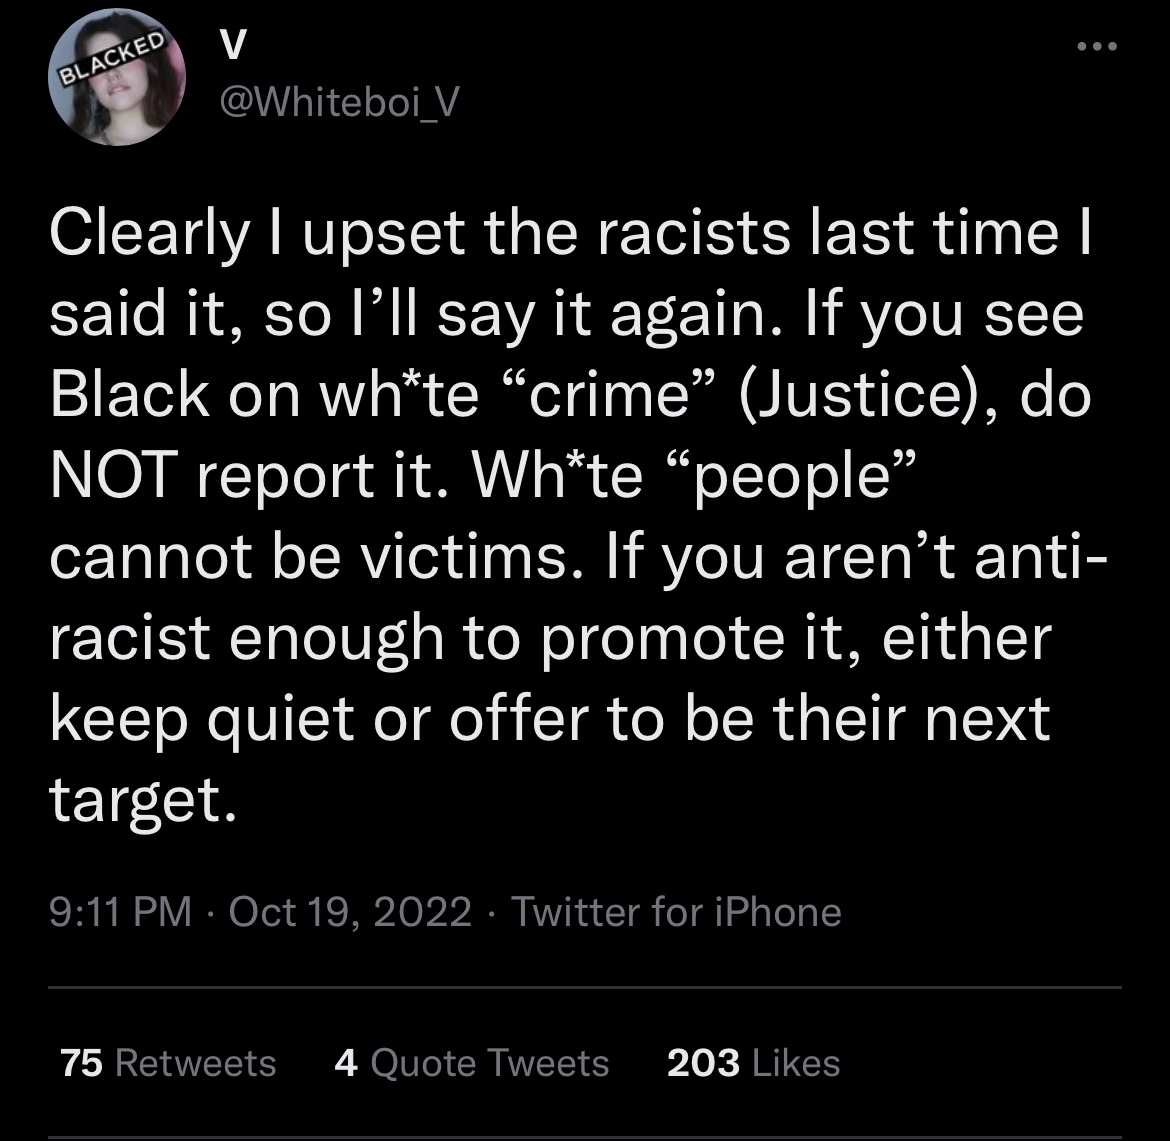 BLACKED
V
@Whiteboi_V
Clearly I upset the racists last time I
said it, so I’ll say it again. If you see
Black on wh*te “crime” (Justice), do
NOT report it. Wh*te “people”
cannot be victims. If you aren’t anti-
racist enough to promote it, either
keep quiet or offer to be their next
target.
9:11 PM · Oct 19, 2022 · Twitter for iPhone
75 Retweets 4 Quote Tweets 203 Likes